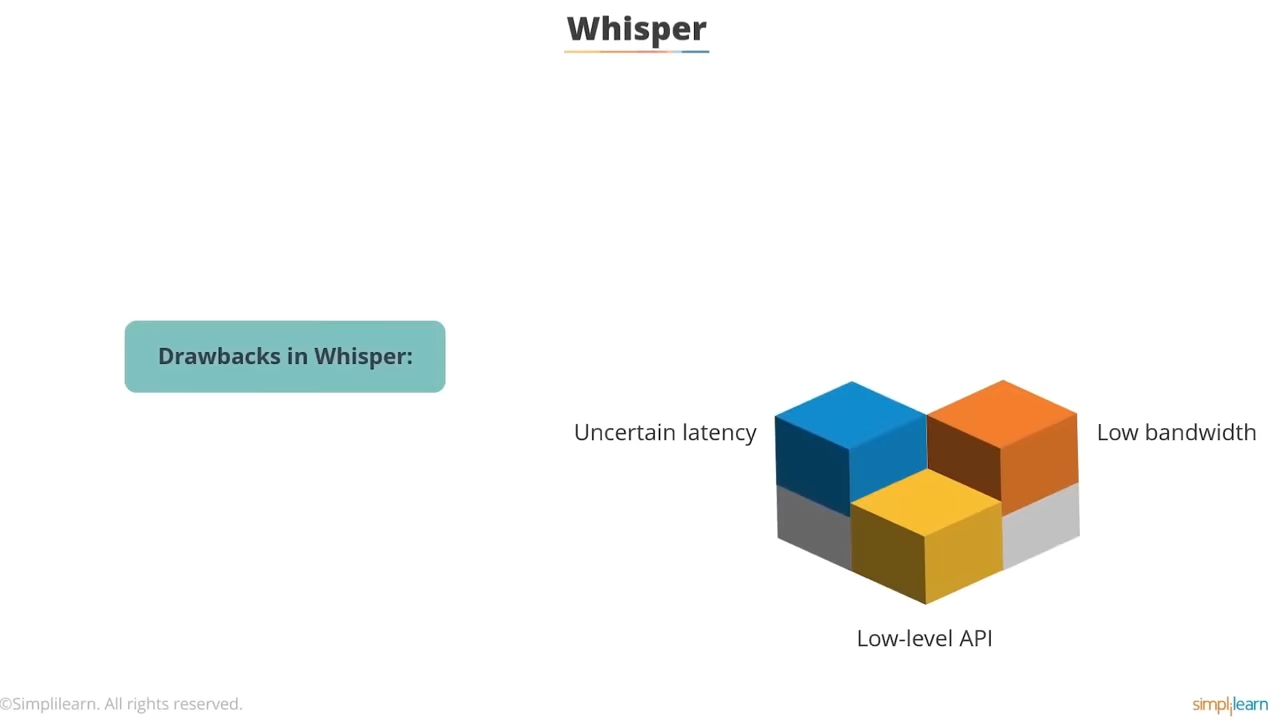 Whisper
Drawbacks in Whisper:
Uncertain latency
Low bandwidth
Low-level API
©Simplilearn. All rights reserved.
simplilearn